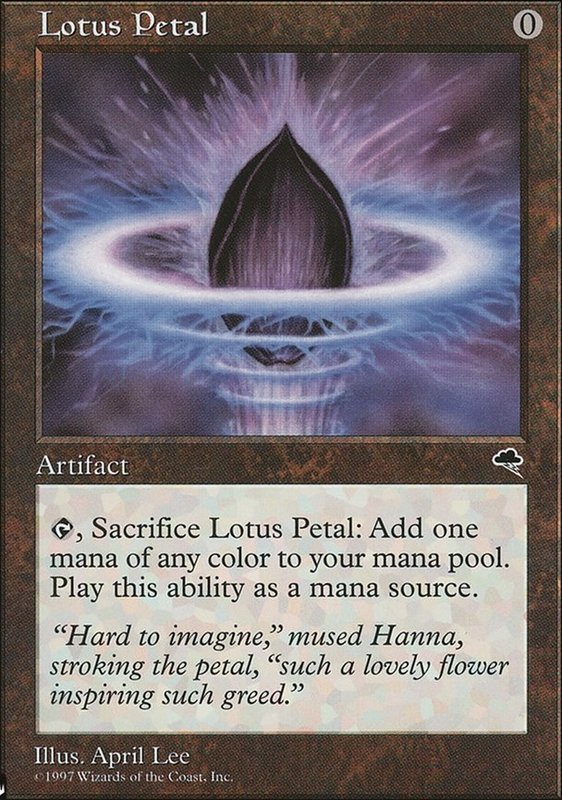 Lotus Petal
0
Artifact
, Sacrifice Lotus Petal: Add one
mana of any color to your mana pool.
Play this ability as a mana source.
“Hard to imagine,” mused Hanna,
stroking the petal, “such a lovely flower
inspiring such greed.”
Illus. April Lee
©1997 Wizards of the Coast, Inc.